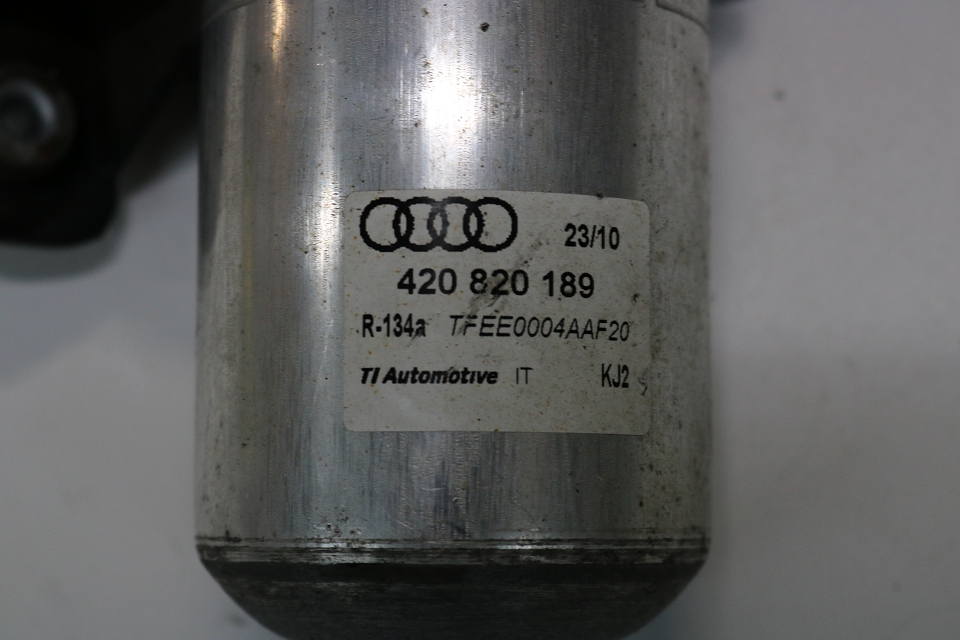 23/10
420 820 189
R-134a TFEE0004AAF20
TI Automotive IT KJ2